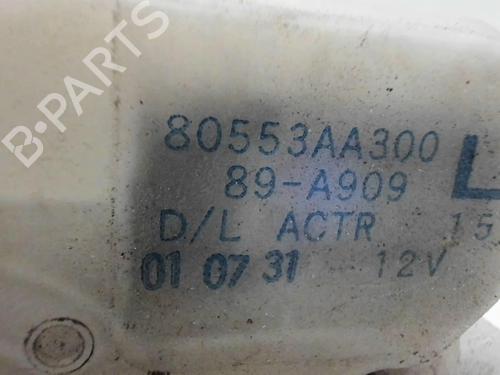 B-Parts
80553AA300
89-A909 L
D/L ACTR 15
01 07 31 12V